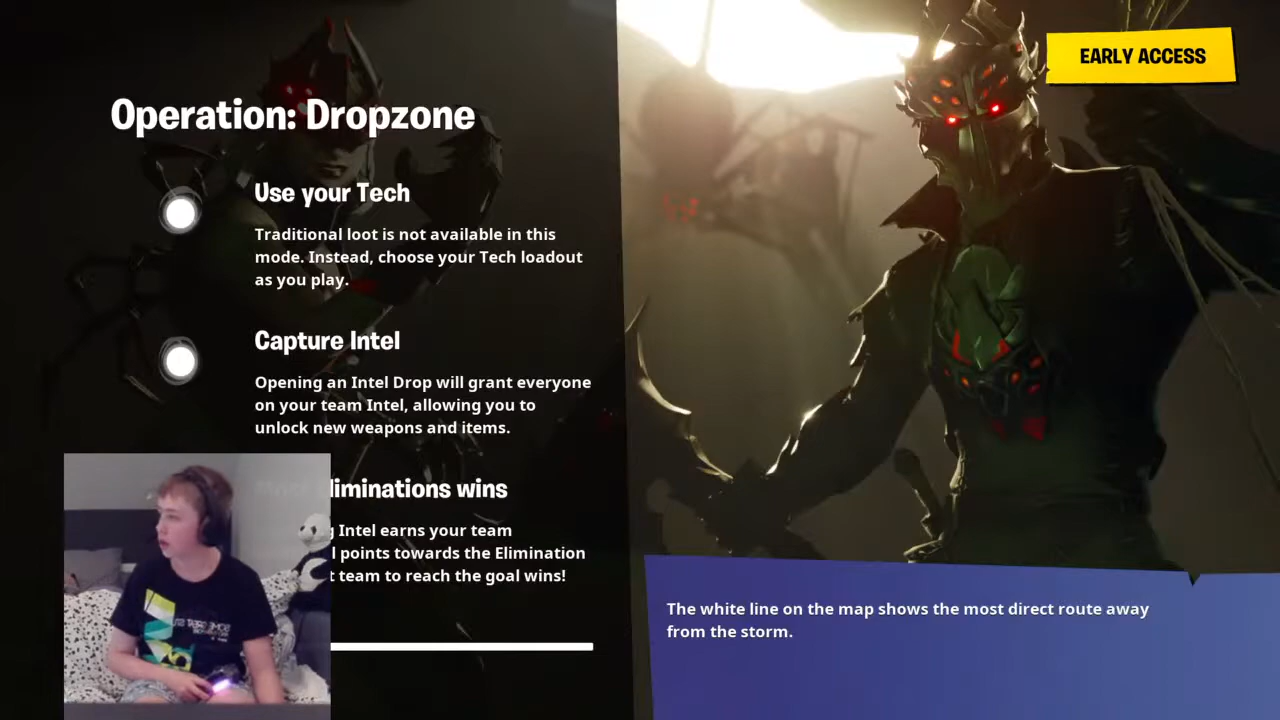 EARLY ACCESS
Operation: Dropzone
Use your Tech
Traditional loot is not available in this
mode. Instead, choose your Tech loadout
as you play.
Capture Intel
Opening an Intel Drop will grant everyone
on your team Intel, allowing you to
unlock new weapons and items.
liminations wins
g Intel earns your team
l points towards the Elimination
t team to reach the goal wins!
The white line on the map shows the most direct route away
from the storm.